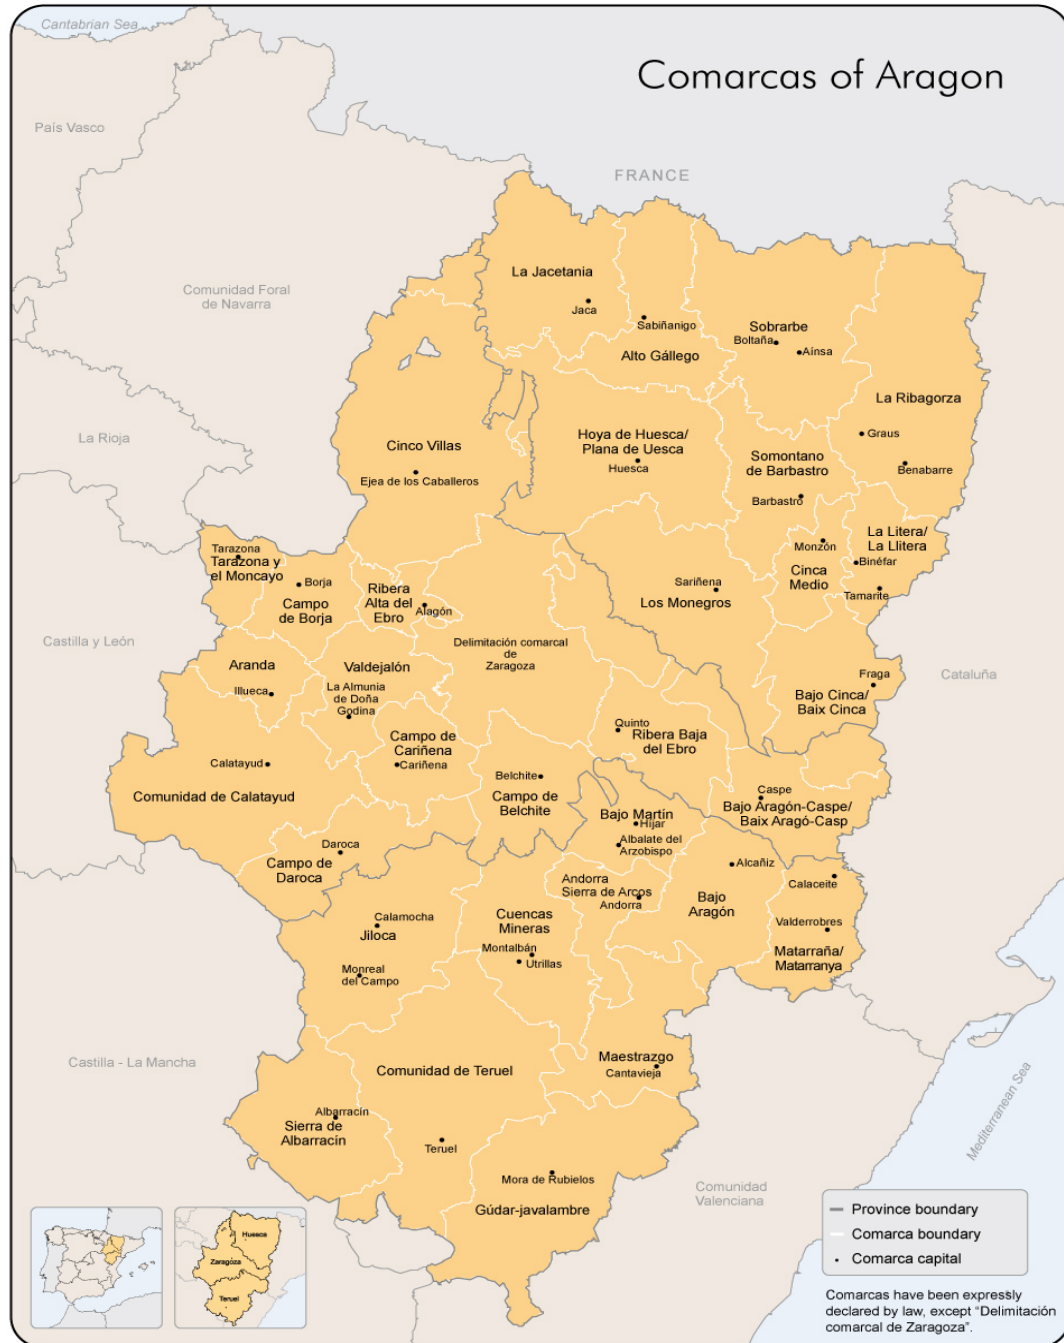 Cantabrian Sea
Comarcas of Aragon
País Vasco
FRANCE
Comunidad Foral
de Navarra
La Jacetania
Jaca
Sabiñanigo
Alto Gállego
Sobrarbe
Boltaña
Aínsa
La Ribagorza
Graus
Benabarre
La Rioja
Cinco Villas
Ejea de los Caballeros
Hoya de Huesca/
Plana de Uesca
Huesca
Somontano
de Barbastro
Barbastro
La Litera/
La Llitera
Binéfar
Tamarite
Monzón
Cinca
Medio
Tarazona
Tarazona y
el Moncayo
Borja
Campo
de Borja
Ribera
Alta del
Ebro
Alagón
Sariñena
Los Monegros
Castilla y León
Delimitación comarcal
de
Zaragoza
Aranda
Illueca
Valdejalón
La Almunia
de Doña
Godina
Fraga
Bajo Cinca/
Baix Cinca
Cataluña
Campo de
Cariñena
Cariñena
Quinto
Ribera Baja
del Ebro
Calatayud
Comunidad de Calatayud
Belchite
Campo de
Belchite
Caspe
Bajo Aragón-Caspe/
Baix Aragó-Casp
Bajo Martín
Híjar
Albalate del
Arzobispo
Daroca
Campo de
Daroca
Alcañiz
Bajo
Aragón
Andorra
Sierra de Arcos
Andorra
Calaceite
Valderrobres
Matarraña/
Matarranya
Calamocha
Jiloca
Monreal
del Campo
Cuencas
Mineras
Montalbán
Utrillas
Castilla - La Mancha
Comunidad de Teruel
Maestrazgo
Cantavieja
Albarracín
Sierra de
Albarracín
Teruel
Mora de Rubielos
Gúdar-javalambre
Comunidad
Valenciana
Mediterranean Sea
Huesca
Zaragóza
Teruel
Province boundary
Comarca boundary
Comarca capital
Comarcas have been expressly
declared by law, except “Delimitación
comarcal de Zaragoza”.